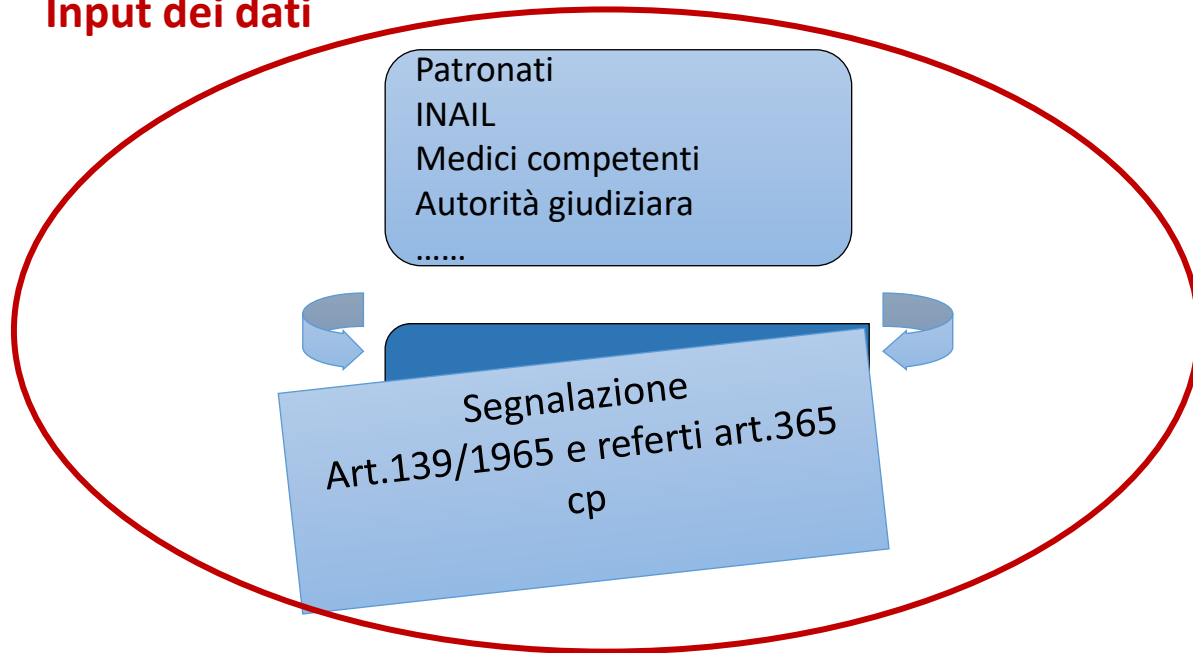 Input dei dati
Patronati
INAIL
Medici competenti
Autorità giudiziara
......
Segnalazione
Art.139/1965 e referti art.365
cp